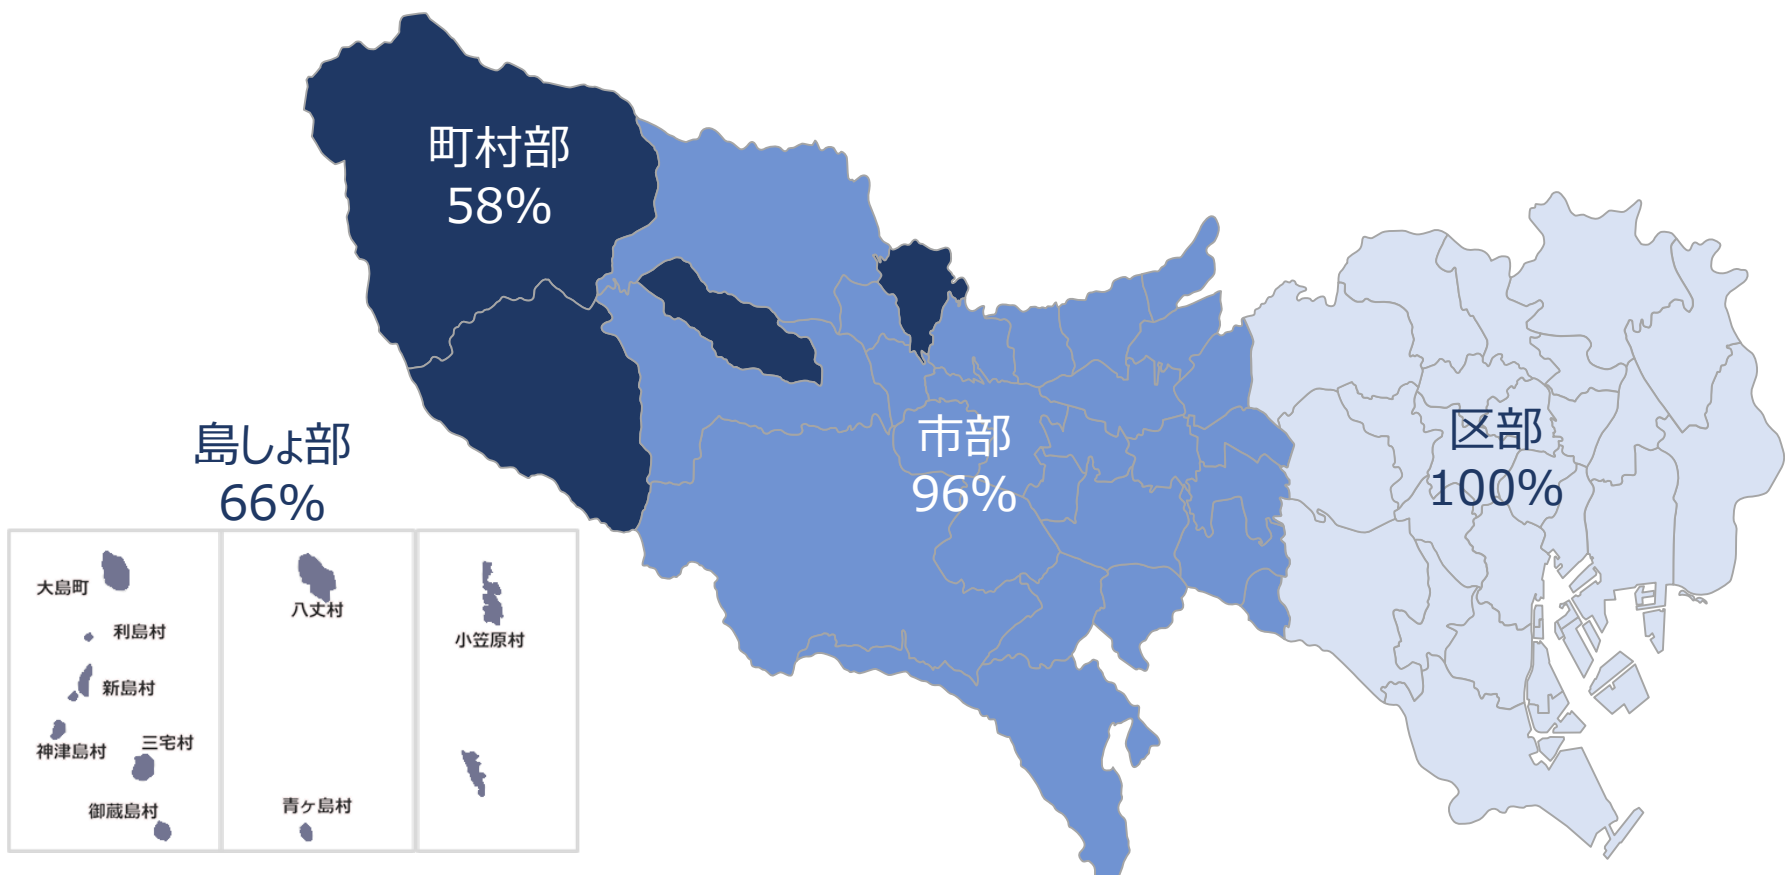 町村部
58%
市部
96%
区部
100%
島しょ部
66%
大島町
利島村
新島村
神津島村
三宅村
御蔵島村
八丈村
青ヶ島村
小笠原村